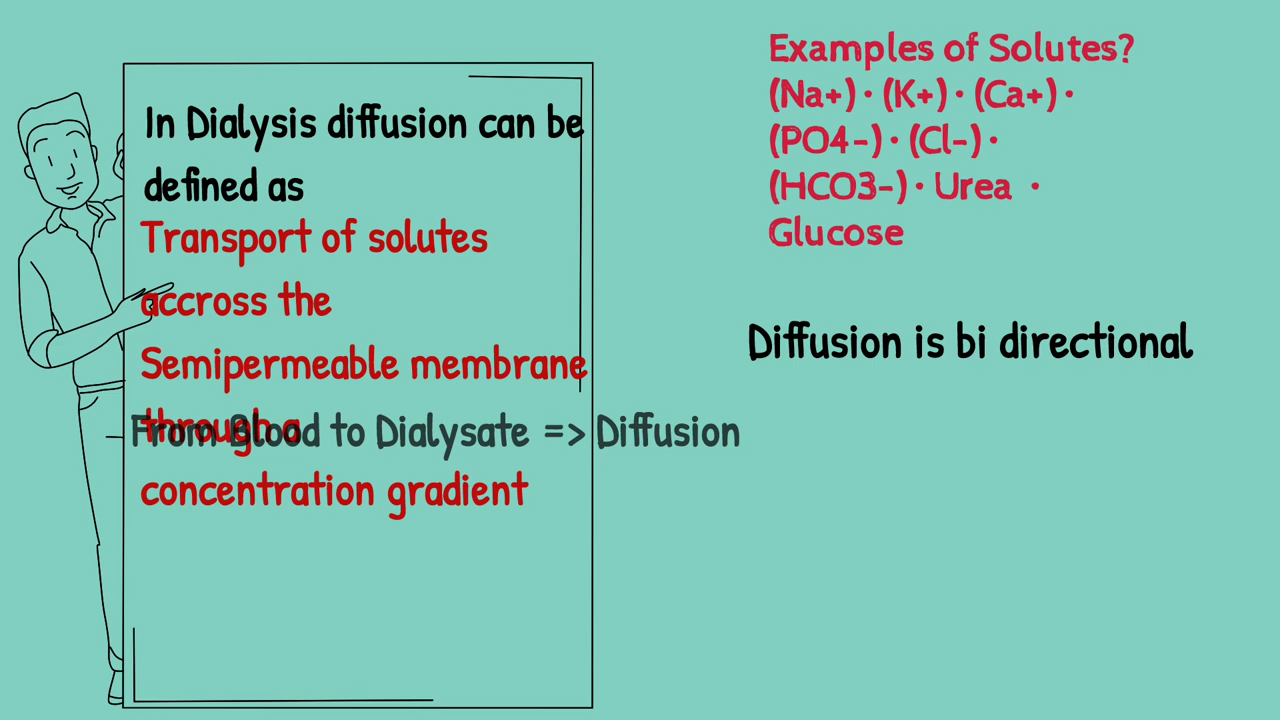 In Dialysis diffusion can be
defined as
Transport of solutes
accross the
Semipermeable membrane
through a
concentration gradient
From Blood to Dialysate => Diffusion
Examples of Solutes?
(Na+) · (K+) · (Ca+) ·
(PO4-) · (Cl-) ·
(HCO3-) · Urea ·
Glucose
Diffusion is bi directional